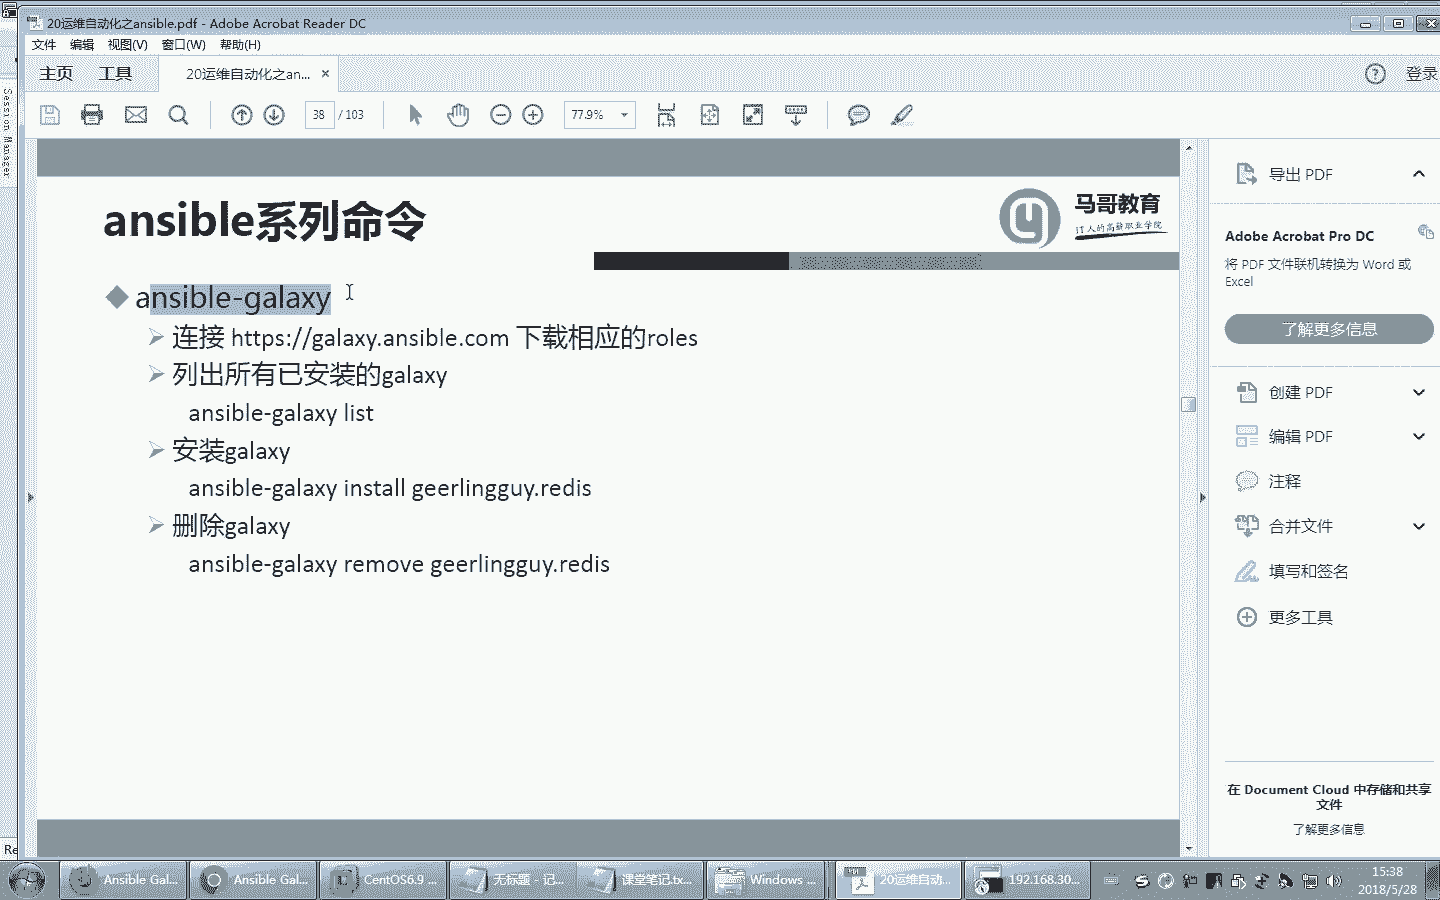 20运维自动化之ansible.pdf - Adobe Acrobat Reader DC
文件 编辑 视图(V) 窗口(W) 帮助(H)
主页 工具 20运维自动化之an... × 登录
38 / 103 77.9%
Session Manager
ansible系列命令
马哥教育
IT人的高薪职业学院
ansible-galaxy
连接 https://galaxy.ansible.com 下载相应的roles
列出所有已安装的galaxy
ansible-galaxy list
安装galaxy
ansible-galaxy install geerlingguy.redis
删除galaxy
ansible-galaxy remove geerlingguy.redis
导出 PDF
Adobe Acrobat Pro DC
将 PDF 文件联机转换为 Word 或
Excel
了解更多信息
创建 PDF
编辑 PDF
注释
合并文件
填写和签名
更多工具
在 Document Cloud 中存储和共享
文件
了解更多信息
Re
Ansible Gal... Ansible Gal... CentOS6.9 ... 无标题 - 记... 课堂笔记.tx... Windows ... 20运维自动... 192.168.30...
15:38
2018/5/28